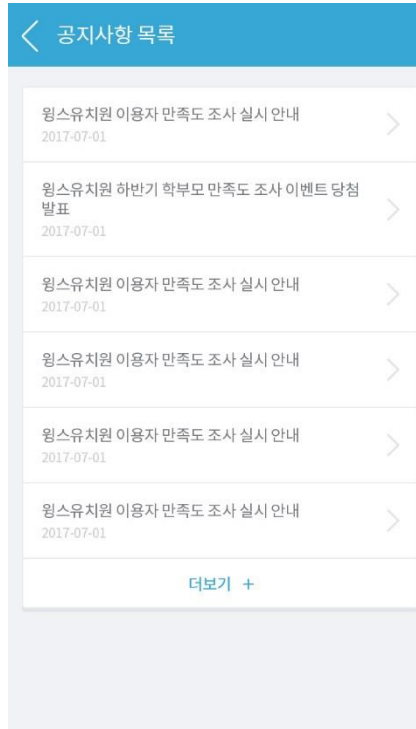 공지사항 목록
윙스유치원 이용자 만족도 조사 실시 안내
2017-07-01
윙스유치원 하반기 학부모 만족도 조사 이벤트 당첨
발표
2017-07-01
윙스유치원 이용자 만족도 조사 실시 안내
2017-07-01
윙스유치원 이용자 만족도 조사 실시 안내
2017-07-01
윙스유치원 이용자 만족도 조사 실시 안내
2017-07-01
윙스유치원 이용자 만족도 조사 실시 안내
2017-07-01
더보기 +